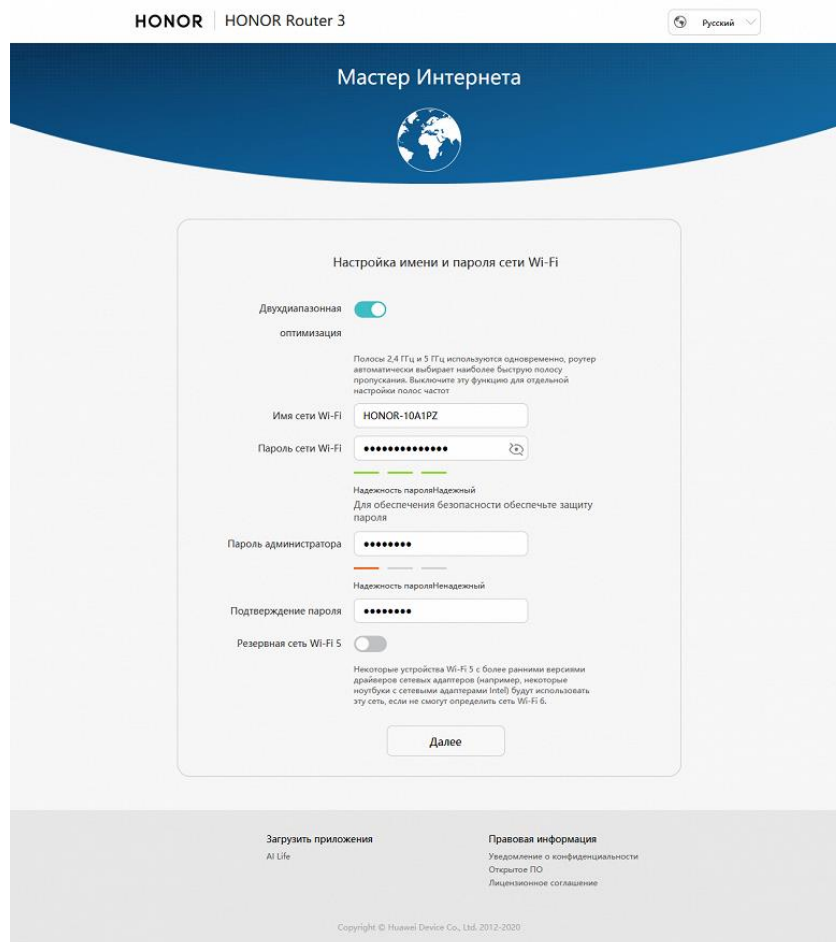 HONOR HONOR Router 3
Русский
Мастер Интернета
Настройка имени и пароля сети Wi-Fi
Двухдиапазонная
оптимизация
Полосы 2,4 ГГц и 5 ГГц используются одновременно, роутер
автоматически выбирает наиболее быструю полосу
пропускания. Выключите эту функцию для отдельной
настройки полос частот
Имя сети Wi-Fi HONOR-10A1PZ
Пароль сети Wi-Fi ●●●●●●●●●●●●●●
Надежность пароляНадежный
Для обеспечения безопасности обеспечьте защиту
пароля
Пароль администратора ●●●●●●●●
Надежность пароляНенадежный
Подтверждение пароля ●●●●●●●●
Резервная сеть Wi-Fi 5
Некоторые устройства Wi-Fi 5 с более ранними версиями
драйверов сетевых адаптеров (например, некоторые
ноутбуки с сетевыми адаптерами Intel) будут использовать
эту сеть, если не смогут определить сеть Wi-Fi 6.
Далее
Загрузить приложения
AI Life
Правовая информация
Уведомление о конфиденциальности
Открытое ПО
Лицензионное соглашение
Copyright © Huawei Device Co., Ltd. 2012-2020